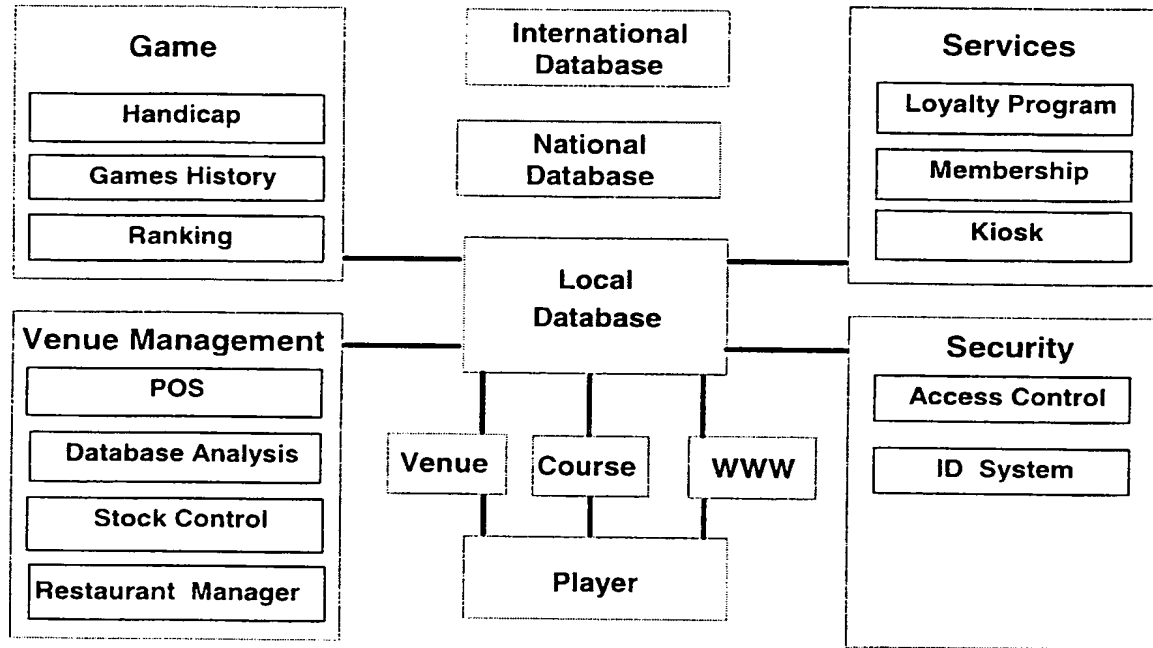 Game
Handicap
Games History
Ranking
Venue Management
POS
Database Analysis
Stock Control
Restaurant Manager
International
Database
National
Database
Local
Database
Venue
Course
WWW
Player
Services
Loyalty Program
Membership
Kiosk
Security
Access Control
ID System